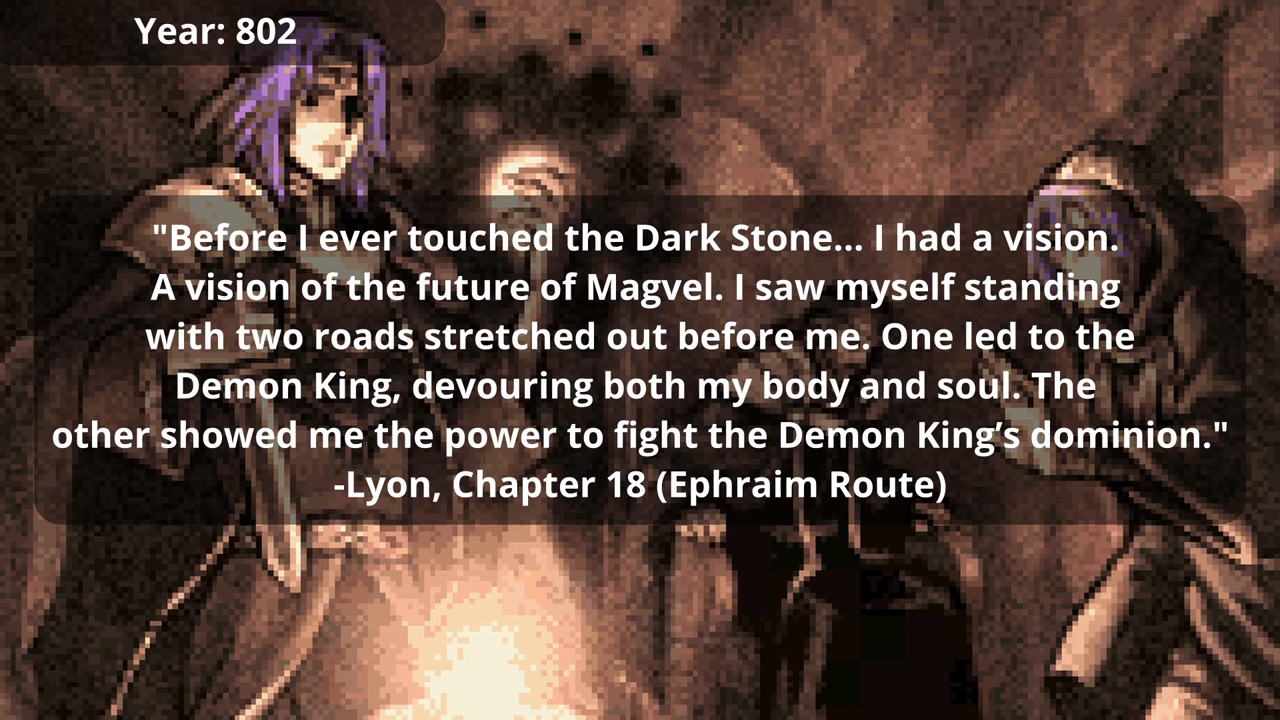 Year: 802
"Before I ever touched the Dark Stone... I had a vision.
A vision of the future of Magvel. I saw myself standing
with two roads stretched out before me. One led to the
Demon King, devouring both my body and soul. The
other showed me the power to fight the Demon King’s dominion."
-Lyon, Chapter 18 (Ephraim Route)